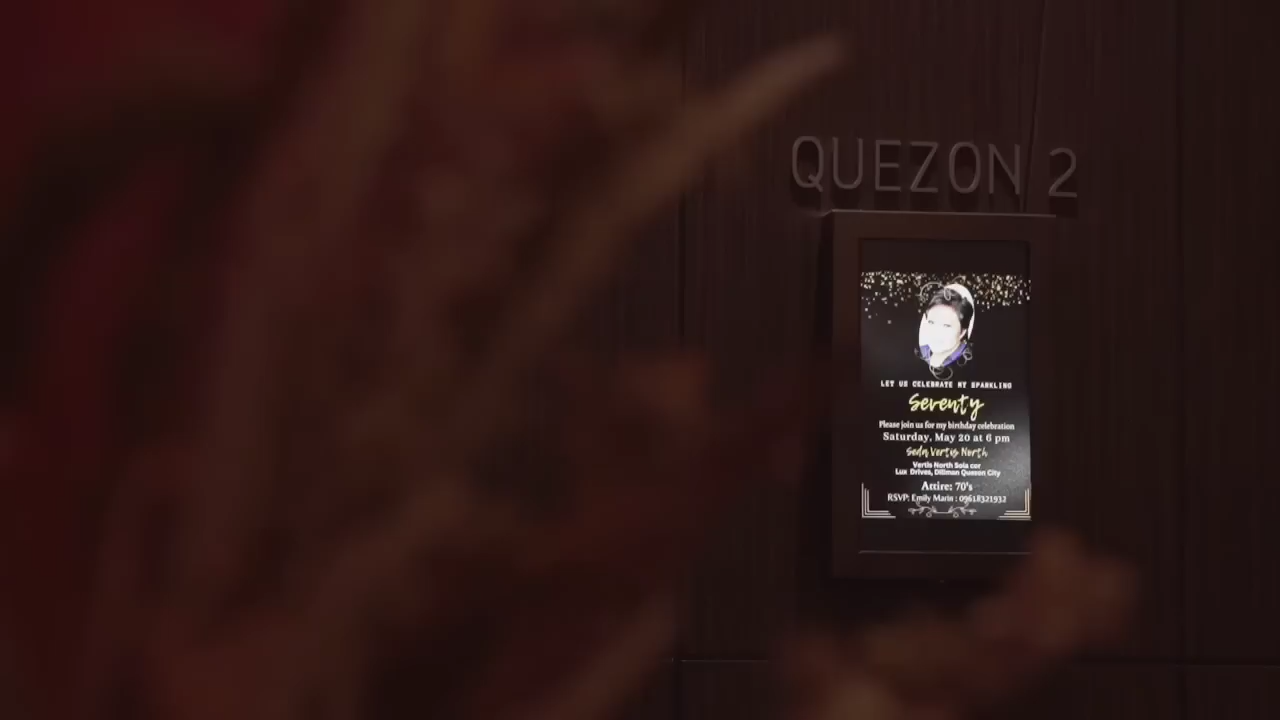 QUEZON 2
LET US CELEBRATE MY SPARKLING
Seventy
Please join us for my birthday celebration
Saturday, May 20 at 6 pm
Seda Vertis North
Vertis North Sola cor
Lux Drives, Diliman Quezon City
Attire: 70's
RSVP: Emily Marin : 09618321932